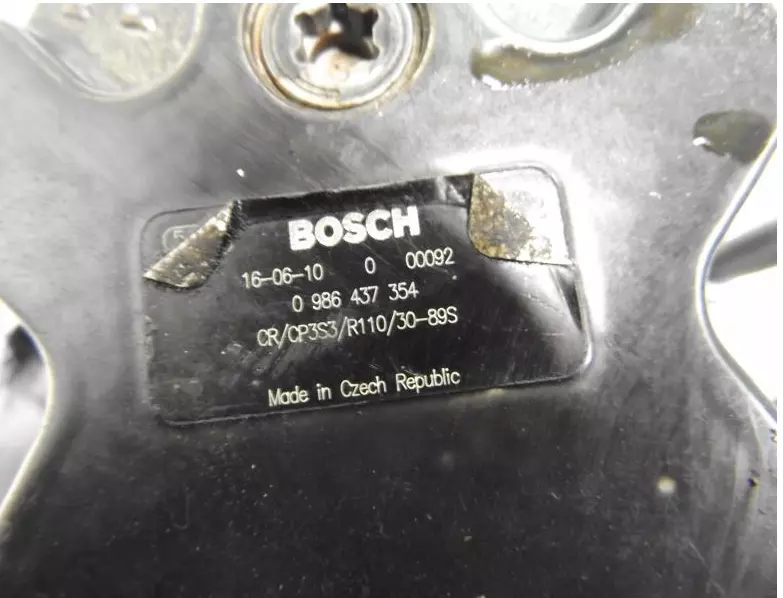 BOSCH
16-06-10 0 00092
0 986 437 354
CR/CP3S3/R110/30-89S
Made in Czech Republic